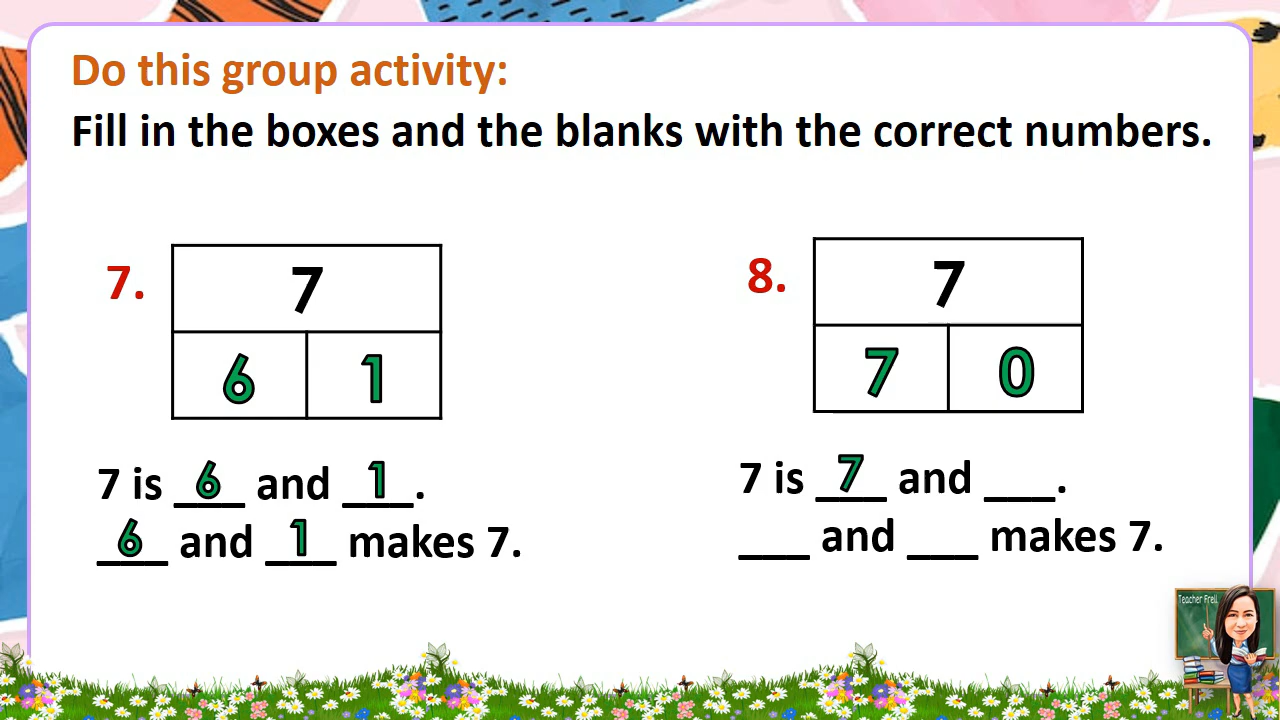 Do this group activity:
Fill in the boxes and the blanks with the correct numbers.
7.
7
6 1
7 is 6 and 1.
6 and 1 makes 7.
8.
7
7 0
7 is 7 and ___.
___ and ___ makes 7.
Teacher Frell